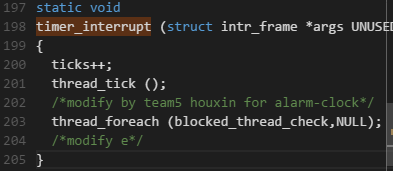 197 static void
198 timer_interrupt (struct intr_frame *args UNUSED
199 {
200 ticks++;
201 thread_tick ();
202 /*modify by team5 houxin for alarm-clock*/
203 thread_foreach (blocked_thread_check,NULL);
204 /*modify e*/
205 }